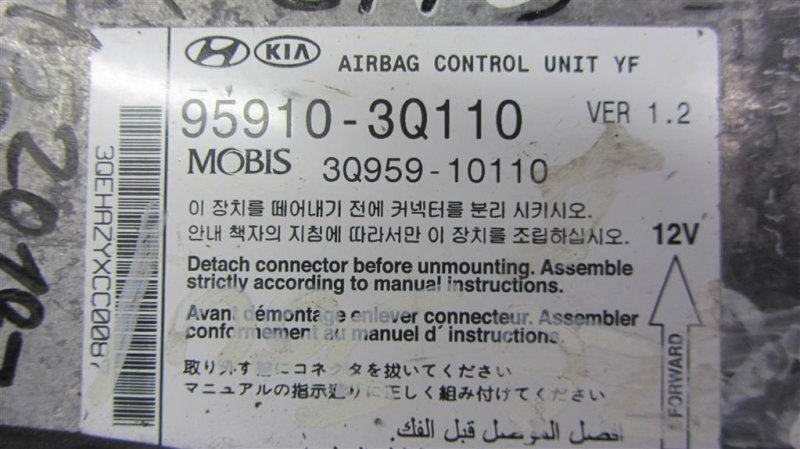 HYUNDAI KIA AIRBAG CONTROL UNIT YF
95910-3Q110 VER 1.2
MOBIS 3Q959-10110
이 장치를 떼어내기 전에 커넥터를 분리 시키시오.
안내 책자의 지침에 따라서만 이 장치를 조립하십시오. 12V
Detach connector before unmounting. Assemble
strictly according to manual instructions.
Avant démontage enlever connecteur. Assembler
conformement au manuel d' instructions.
取り外す際にコネクタを抜いてください
マニュアルの指示道りに正しく組み付けてください
افصل الموصل قبل الفك.
FORWARD
3QEHAZYXCC0087